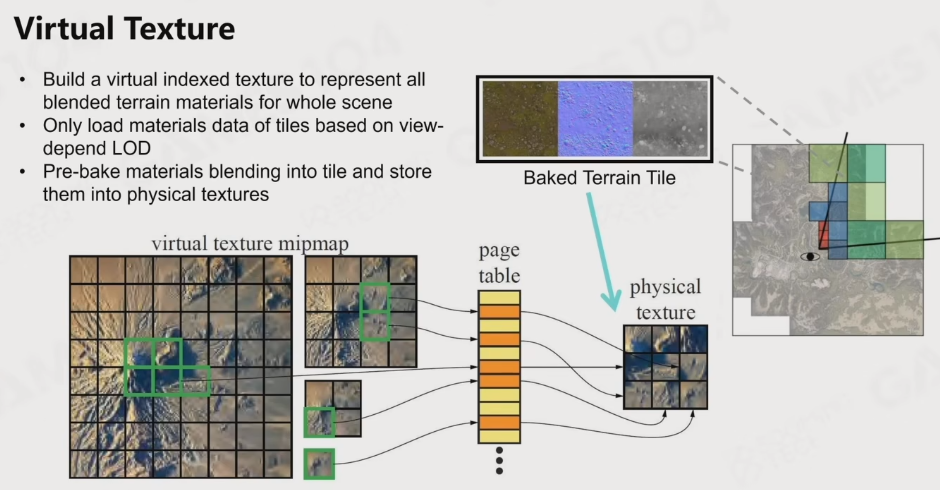 Virtual Texture
• Build a virtual indexed texture to represent all
blended terrain materials for whole scene
• Only load materials data of tiles based on view-
depend LOD
• Pre-bake materials blending into tile and store
them into physical textures
Baked Terrain Tile
virtual texture mipmap
page
table
physical
texture